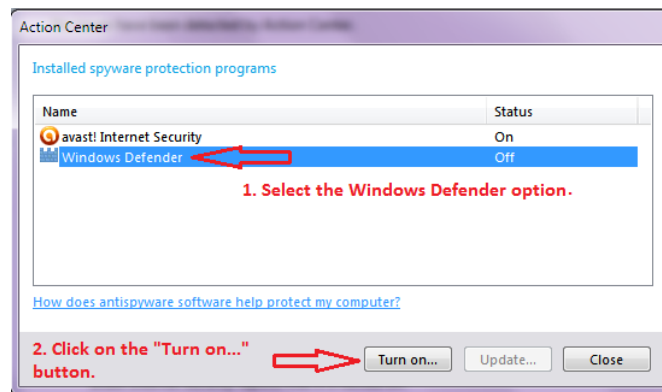 Action Center
Installed spyware protection programs
Name Status
avast! Internet Security On
Windows Defender Off
1. Select the Windows Defender option.
How does antispyware software help protect my computer?
2. Click on the "Turn on..."
button.
Turn on... Update... Close